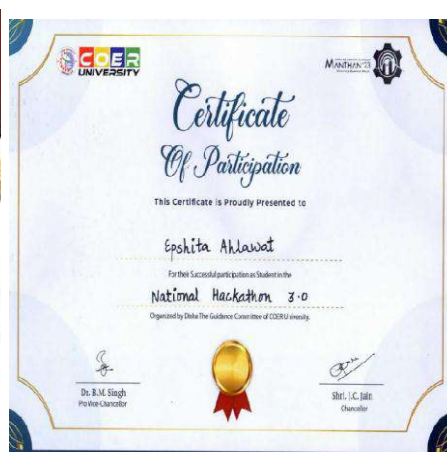 COER
UNIVERSITY
MANTHAN'23
Certificate
Of Participation
This Certificate is Proudly Presented to
Epshita Ahlawat
For their Successful participation as Student in the
National Hackathon 3.0
Organized by Disha The Guidance Committee of COER University.
Dr. B.M. Singh
Pro Vice-Chancellor
Shri. J.C. Jain
Chancellor